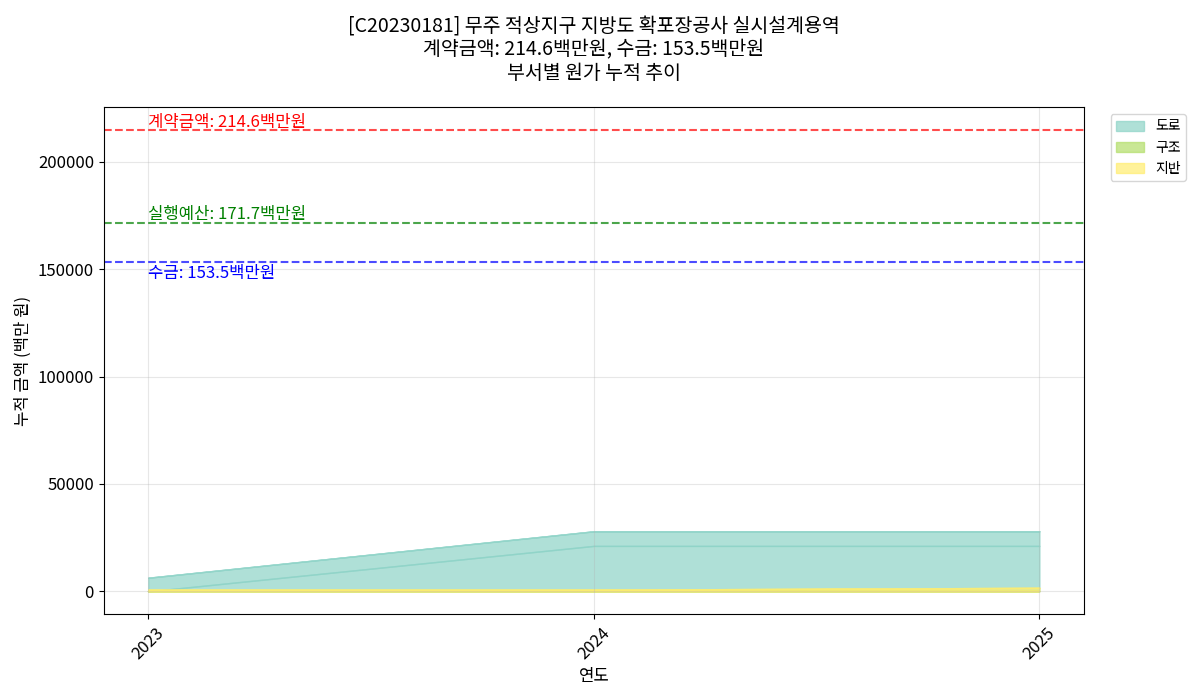 [C20230181] 무주 적상지구 지방도 확포장공사 실시설계용역
계약금액: 214.6백만원, 수금: 153.5백만원
부서별 원가 누적 추이
계약금액: 214.6백만원
실행예산: 171.7백만원
수금: 153.5백만원
도로
구조
지반
누적 금액 (백만 원)
200000
150000
100000
50000
0
2023
2024
2025
연도